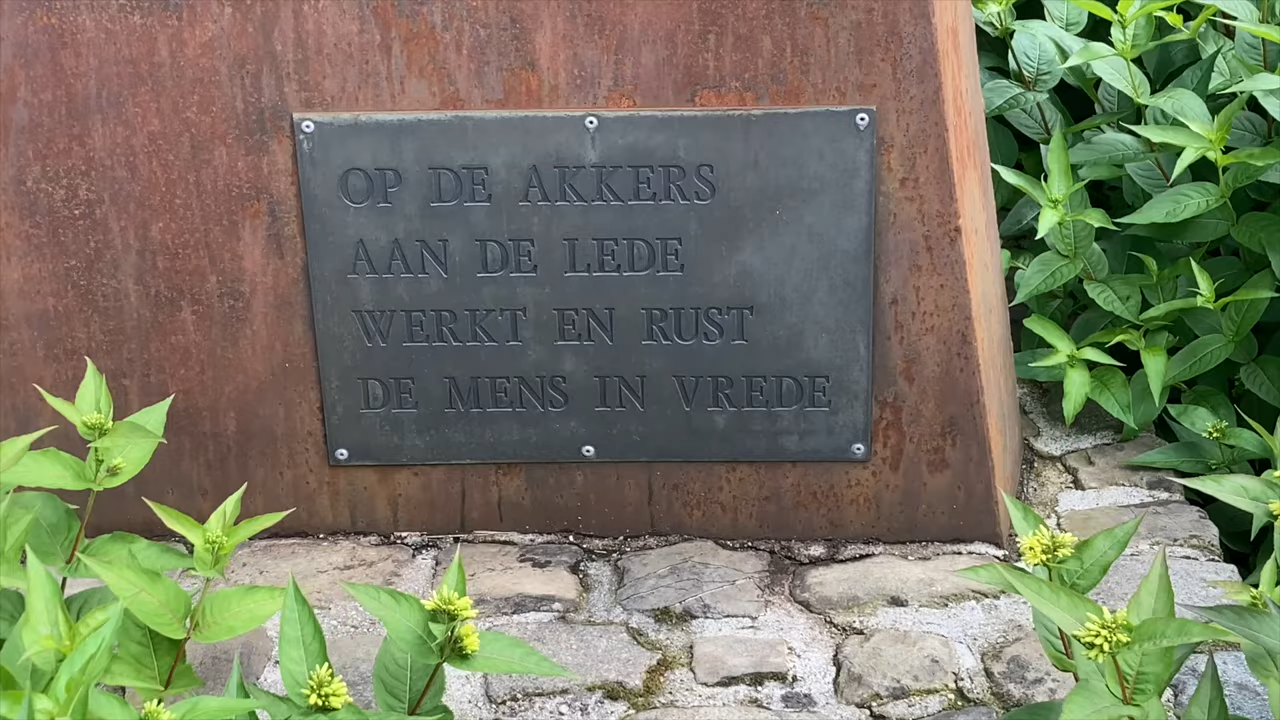 OP DE AKKERS
AAN DE LEDE
WERKT EN RUST
DE MENS IN VREDE